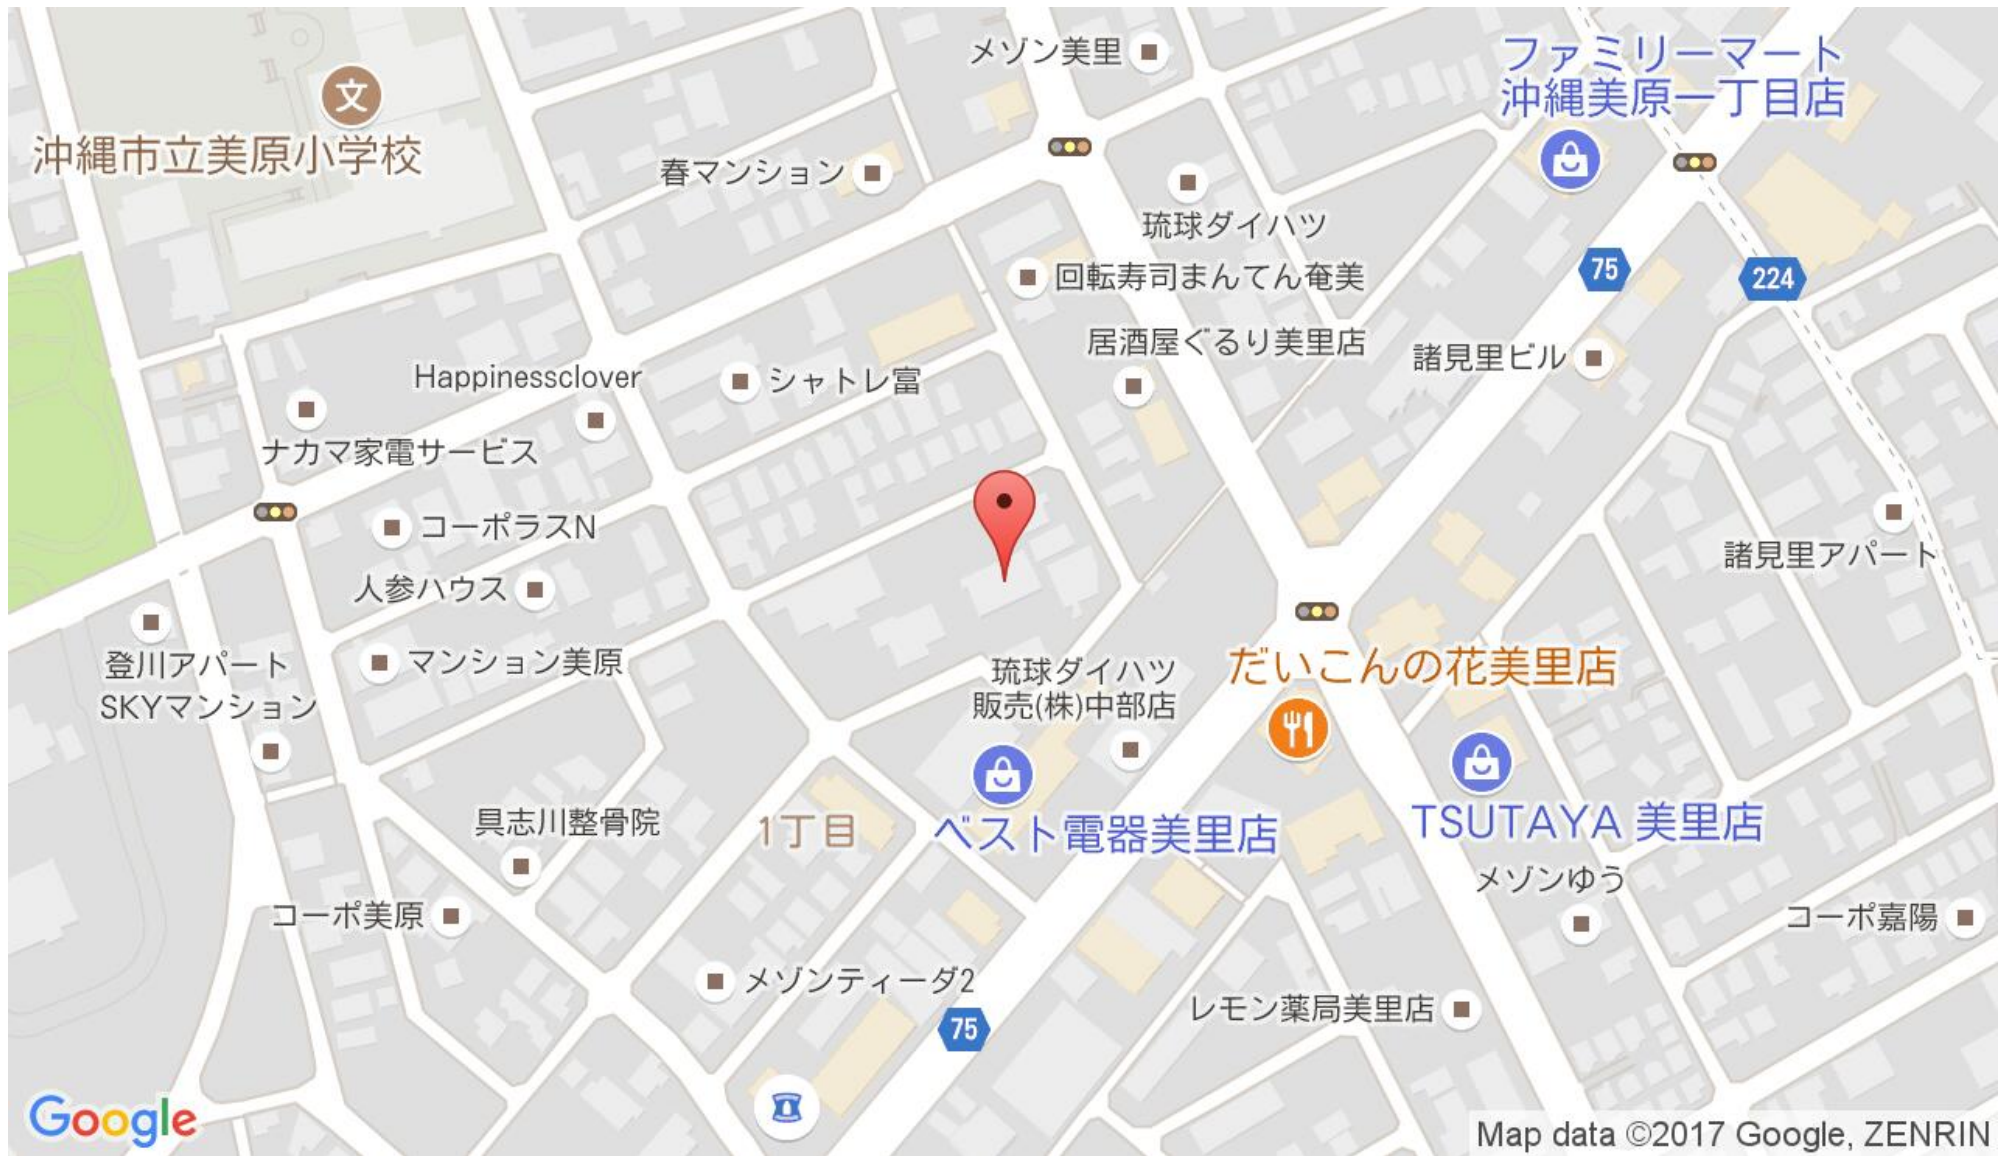 メゾン美里
ファミリーマート
沖縄美原一丁目店
文
沖縄市立美原小学校
春マンション
琉球ダイハツ
回転寿司まんてん奄美
75
224
居酒屋ぐるり美里店
諸見里ビル
Happinessclover
シャトレ富
ナカマ家電サービス
コーポラスN
諸見里アパート
人参ハウス
登川アパート
マンション美原
SKYマンション
琉球ダイハツ
販売(株)中部店
だいこんの花美里店
具志川整骨院
1丁目
ベスト電器美里店
TSUTAYA 美里店
メゾンゆう
コーポ美原
コーポ嘉陽
メゾンティーダ2
75
レモン薬局美里店
Google
Map data ©2017 Google, ZENRIN